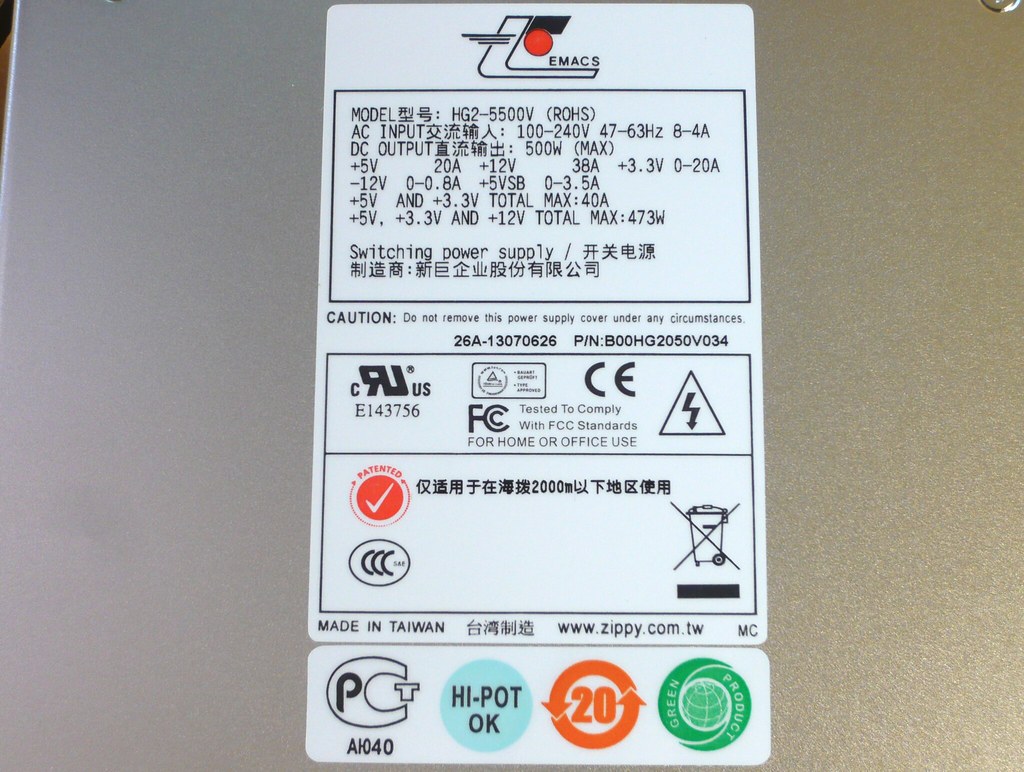 EMACS
MODEL型号: HG2-5500V (ROHS)
AC INPUT交流输入: 100-240V 47-63Hz 8-4A
DC OUTPUT直流输出: 500W (MAX)
+5V 20A +12V 38A +3.3V 0-20A
-12V 0-0.8A +5VSB 0-3.5A
+5V AND +3.3V TOTAL MAX:40A
+5V, +3.3V AND +12V TOTAL MAX:473W
Switching power supply / 开关电源
制造商:新巨企业股份有限公司
CAUTION: Do not remove this power supply cover under any circumstances.
26A-13070626 P/N:B00HG2050V034
c RU US ®
E143756
BAUART GEPRÜFT
TYPE APPROVED
CE
FC Tested To Comply
With FCC Standards
FOR HOME OR OFFICE USE
PATENTED
仅适用于在海拨2000m以下地区使用
CCC S&E
MADE IN TAIWAN 台湾制造 www.zippy.com.tw MC
PCT
АЮ40
HI-POT
OK
20
GREEN PRODUCT